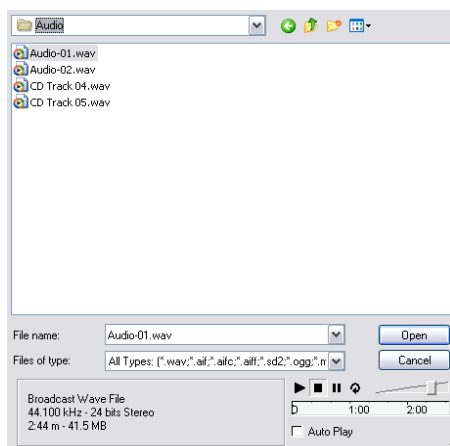 Audio
Audio-01.wav
Audio-02.wav
CD Track 04.wav
CD Track 05.wav
File name:
Audio-01.wav
Open
Files of type:
All Types: (*.wav;*.aif;*.aifc;*.aiff;*.sd2;*.ogg;*.m
Cancel
Broadcast Wave File
44.100 kHz - 24 bits Stereo
2:44 m - 41.5 MB
1:00 2:00
Auto Play